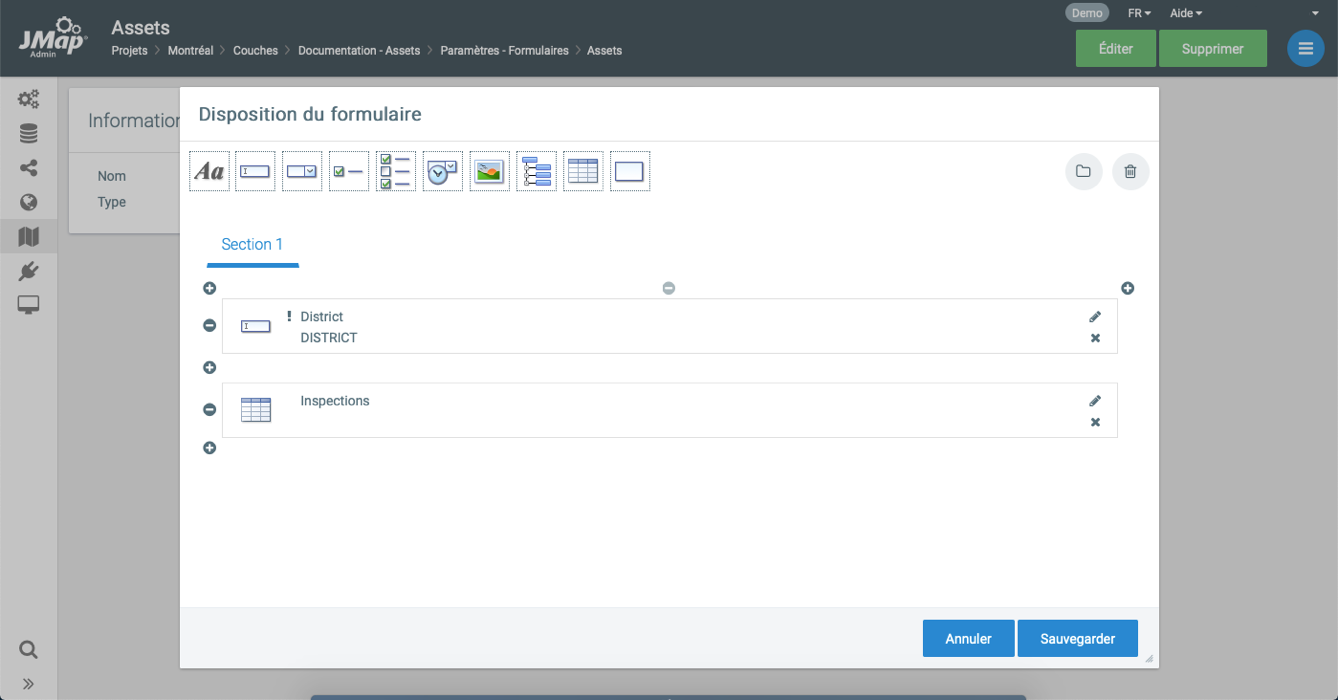 Demo FR Aide
JMap®
Admin
Assets
Projets > Montréal > Couches > Documentation - Assets > Paramètres - Formulaires > Assets
Éditer Supprimer
Information
Nom
Type
Disposition du formulaire
Aa
Section 1
! District
DISTRICT
Inspections
Annuler Sauvegarder